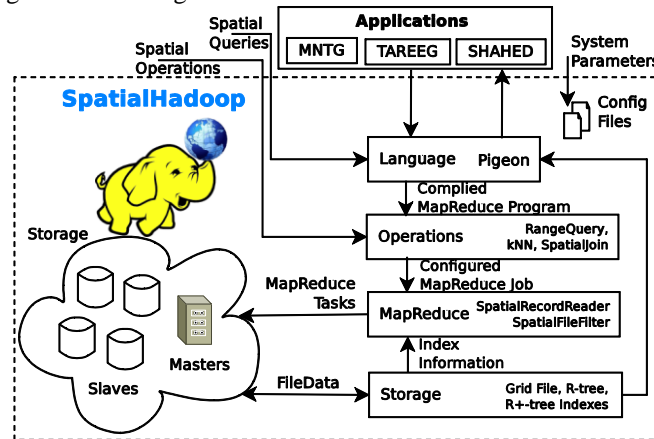 Applications
MNTG
TAREEG
SHAHED
Spatial
Queries
Spatial
Operations
System
Parameters
Config
Files
SpatialHadoop
Language
Pigeon
Complied
MapReduce Program
Operations
RangeQuery,
kNN, SpatialJoin
Configured
MapReduce Job
Storage
MapReduce
Tasks
MapReduce
SpatialRecordReader
SpatialFileFilter
Masters
Slaves
Index
Information
FileData
Storage
Grid File, R-tree,
R+-tree Indexes